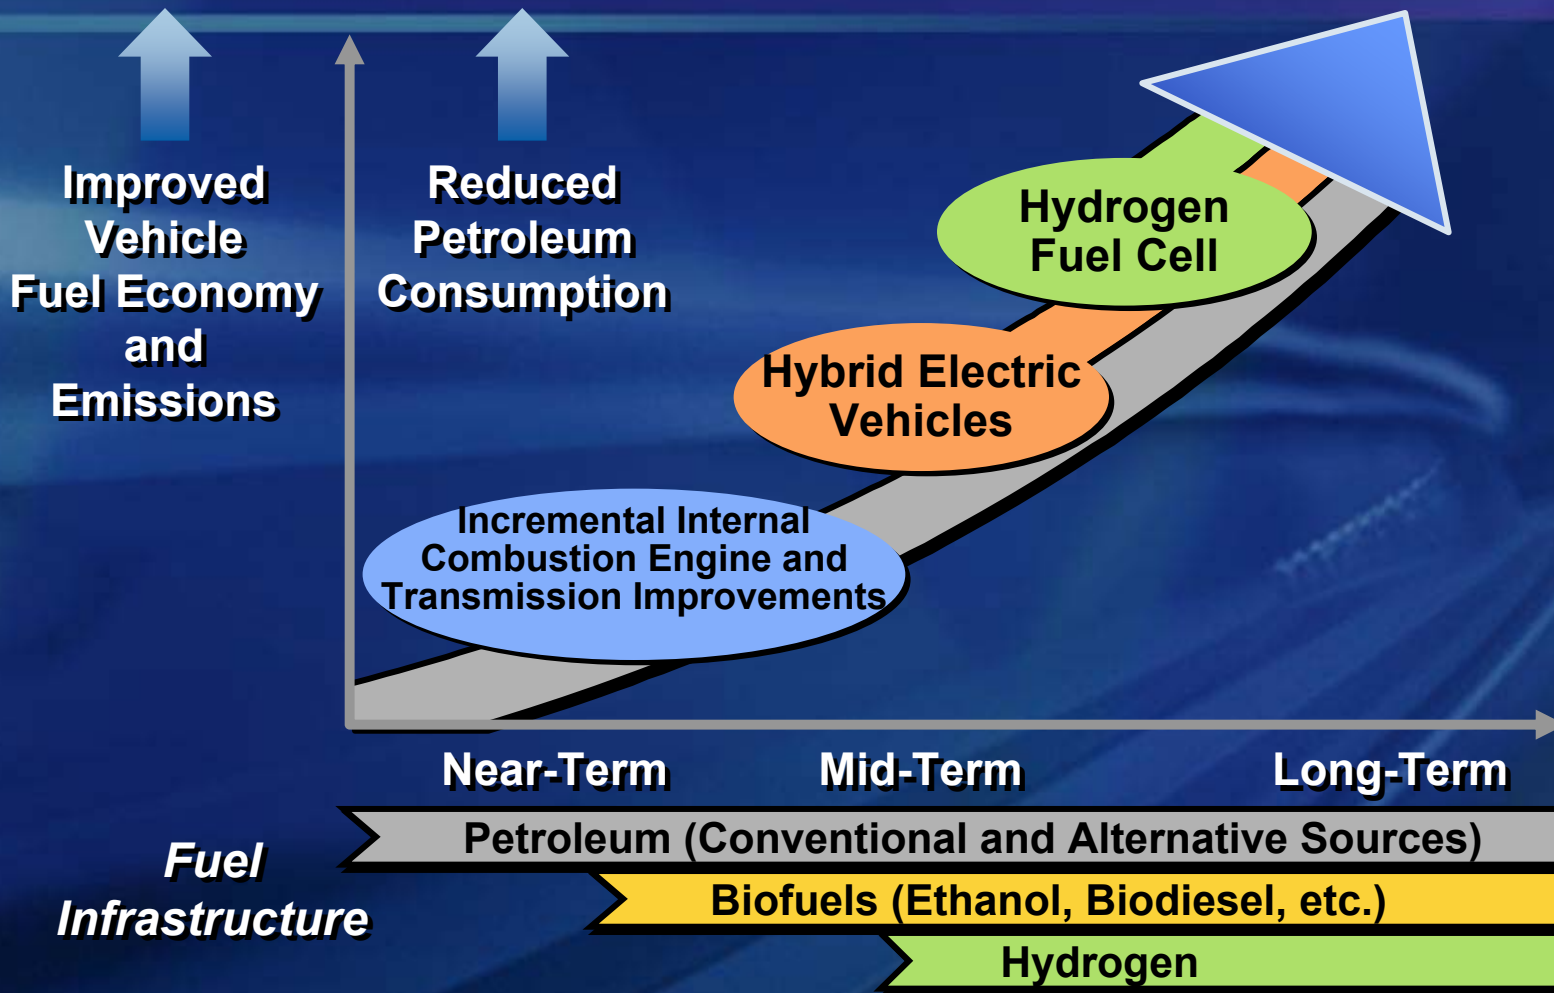 Improved
Vehicle
Fuel Economy
and
Emissions
Reduced
Petroleum
Consumption
Hydrogen
Fuel Cell
Hybrid Electric
Vehicles
Incremental Internal
Combustion Engine and
Transmission Improvements
Near-Term
Mid-Term
Long-Term
Fuel
Infrastructure
Petroleum (Conventional and Alternative Sources)
Biofuels (Ethanol, Biodiesel, etc.)
Hydrogen